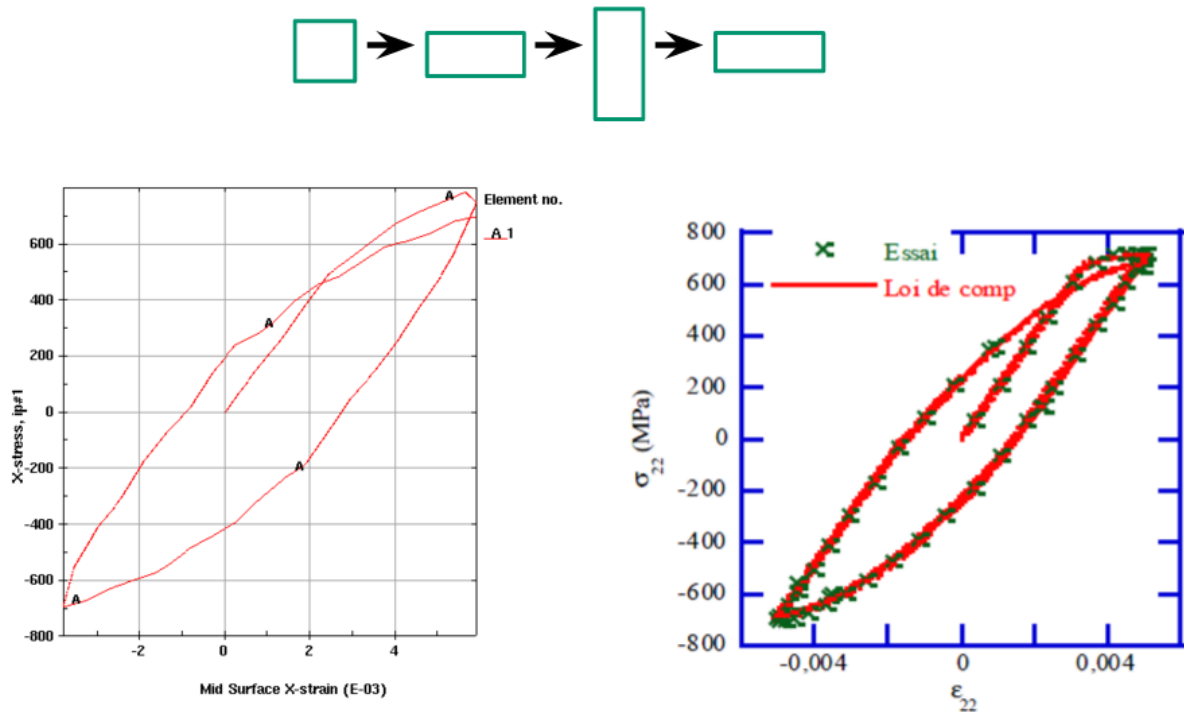 Element no.
A 1
A
A
A
A
600
400
200
0
-200
-400
-600
-800
X-stress, ip#1
-2
0
2
4
Mid Surface X-strain (E-03)
Essai
Loi de comp
800
600
400
200
0
-200
-400
-600
-800
σ22 (MPa)
-0,004
0
0,004
ε22